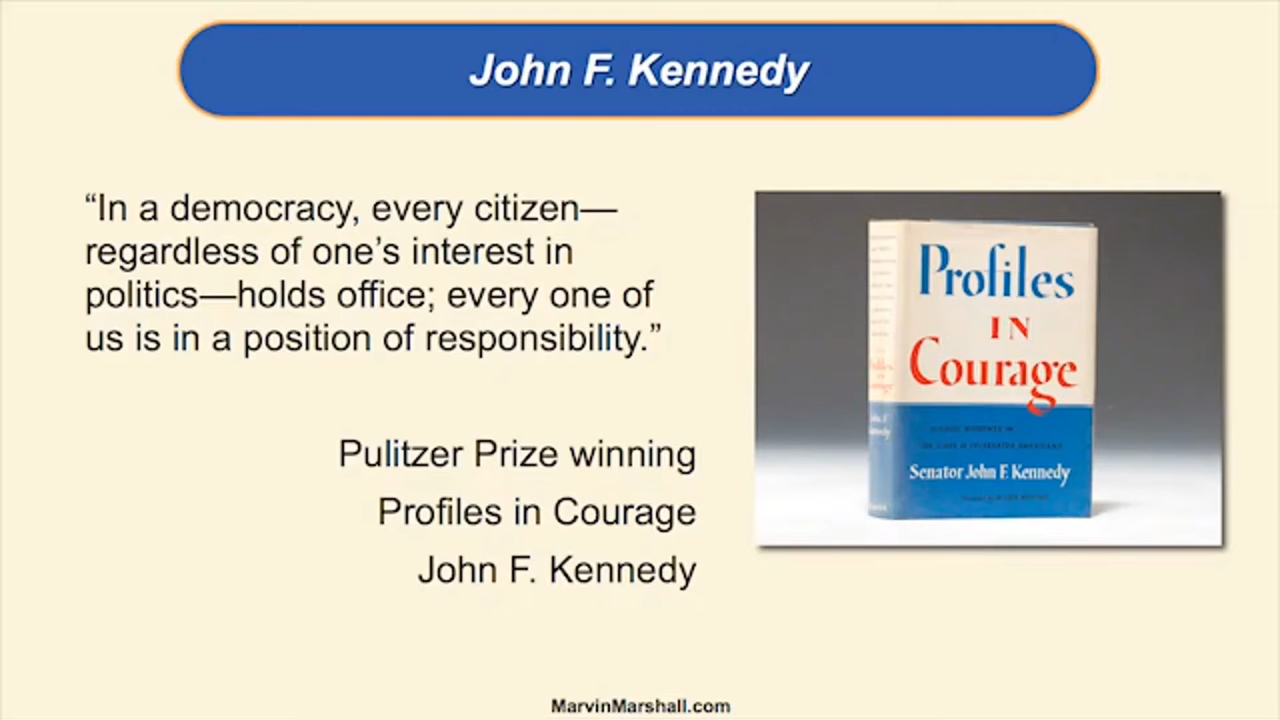 John F. Kennedy
“In a democracy, every citizen—
regardless of one’s interest in
politics—holds office; every one of
us is in a position of responsibility.”
Pulitzer Prize winning
Profiles in Courage
John F. Kennedy
Profiles
IN
Courage
Senator John F. Kennedy
MarvinMarshall.com